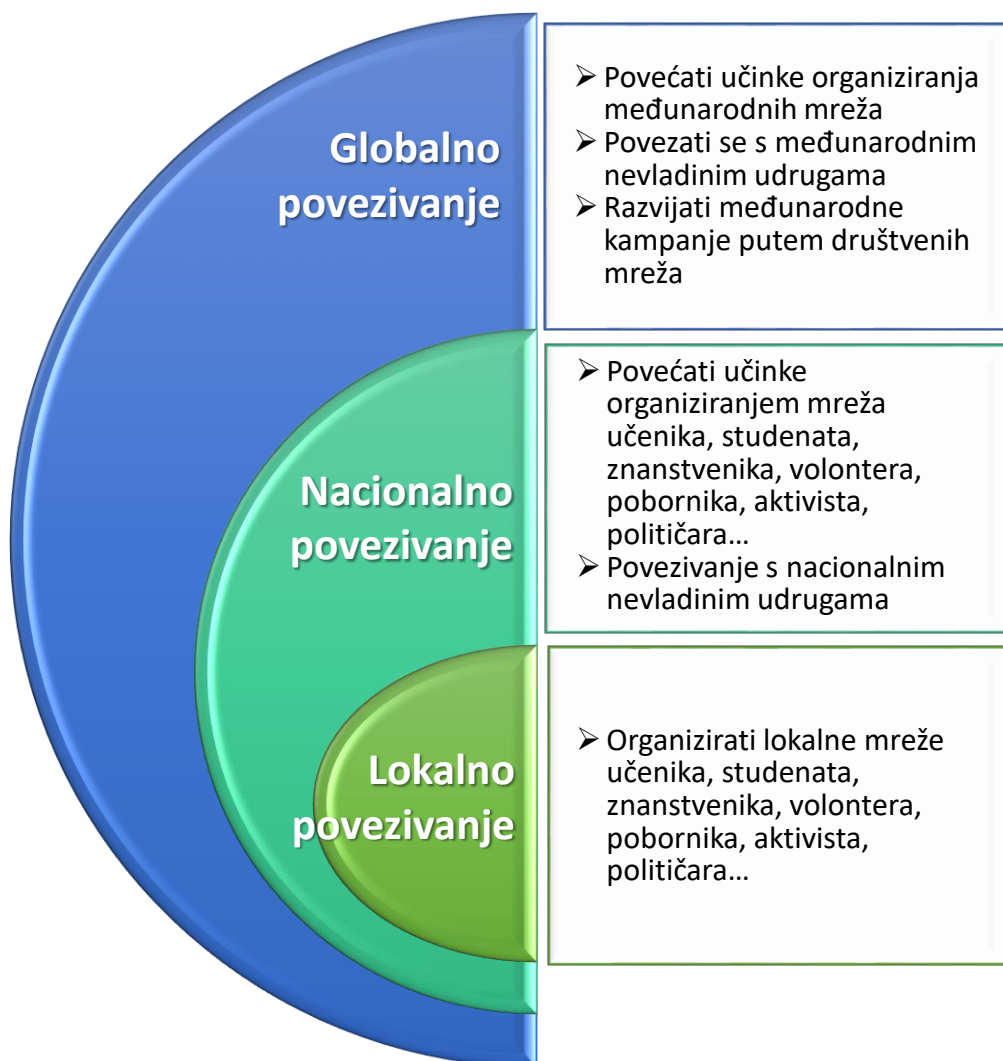 Globalno
povezivanje
➢ Povećati učinke organiziranja
međunarodnih mreža
➢ Povezati se s međunarodnim
nevladinim udrugama
➢ Razvijati međunarodne
kampanje putem društvenih
mreža
Nacionalno
povezivanje
➢ Povećati učinke
organiziranjem mreža
učenika, studenata,
znanstvenika, volontera,
pobornika, aktivista,
političara…
➢ Povezivanje s nacionalnim
nevladinim udrugama
Lokalno
povezivanje
➢ Organizirati lokalne mreže
učenika, studenata,
znanstvenika, volontera,
pobornika, aktivista,
političara…